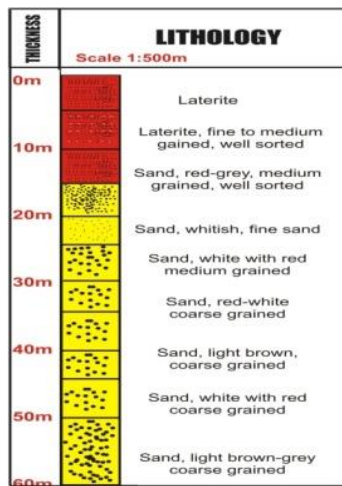 THICKNESS
LITHOLOGY
Scale 1:500m
0m
Laterite
Laterite, fine to medium
gained, well sorted
10m
Sand, red-grey, medium
grained, well sorted
20m
Sand, whitish, fine sand
Sand, white with red
medium grained
30m
Sand, red-white
coarse grained
40m
Sand, light brown,
coarse grained
Sand, white with red
coarse grained
50m
Sand, light brown-grey
coarse grained
60m